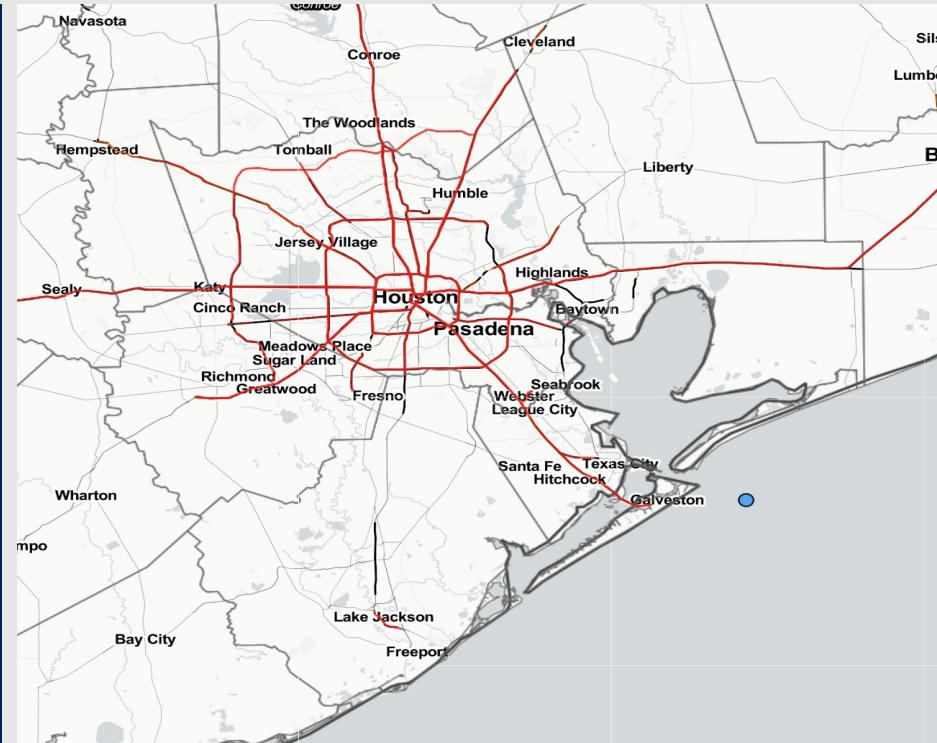 Navasota
Conroe
Cleveland
Conroe
The Woodlands
Hempstead
Tomball
Liberty
Humble
Jersey Village
Highlands
Sealy
Katy
Houston
Cinco Ranch
Baytown
Pasadena
Meadows Place
Sugar Land
Richmond
Greatwood
Fresno
Seabrook
Webster
League City
Santa Fe
Texas City
Hitchcock
Wharton
Galveston
mpo
Lake Jackson
Bay City
Freeport
Sils
Lumbe
B